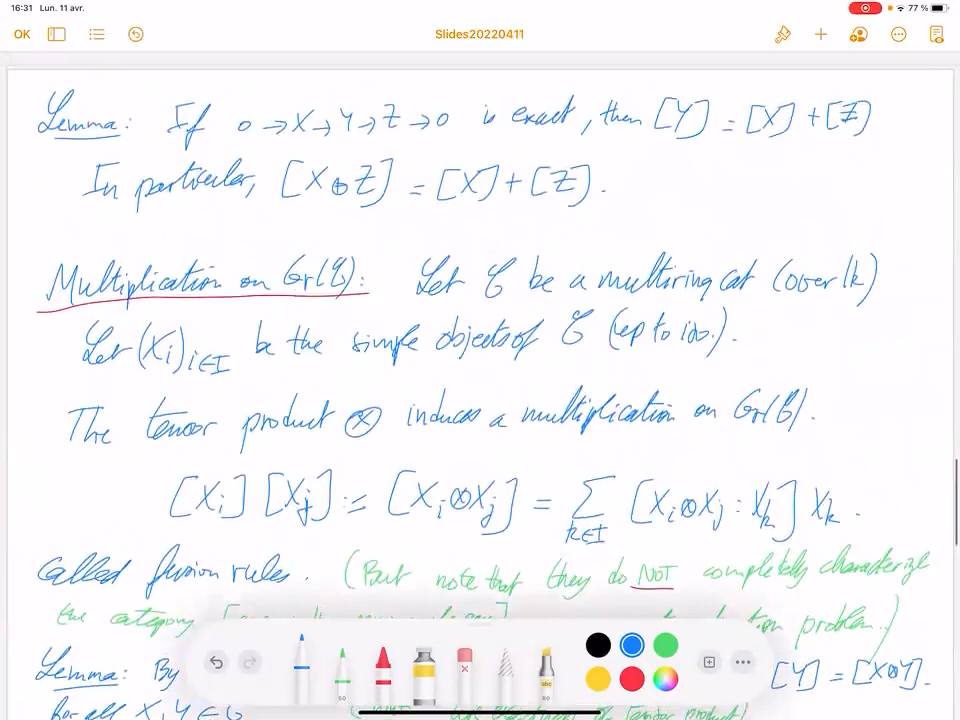 16:31 Lun. 11 avr.
77 %
OK
Slides20220411
Lemma: If 0 → X → Y → Z → 0 is exact, then [Y] = [X] + [Z]
In particular, [X ⊕ Z] = [X] + [Z].
Multiplication on Gr(𝒞): Let 𝒞 be a multiring cat (over 𝕜)
Let (Xi)i∈I be the simple objects of 𝒞 (up to iso.).
The tensor product ⊗ induces a multiplication on Gr(𝒞).
[Xi] [Xj] := [Xi ⊗ Xj] = ∑k∈I [Xi ⊗ Xj : Xk] Xk.
Called fusion rules. (But note that they do NOT completely characterize
the category problem.)
Lemma: By [Y] = [X⊗Y].
for all X, Y ∈ 𝒞